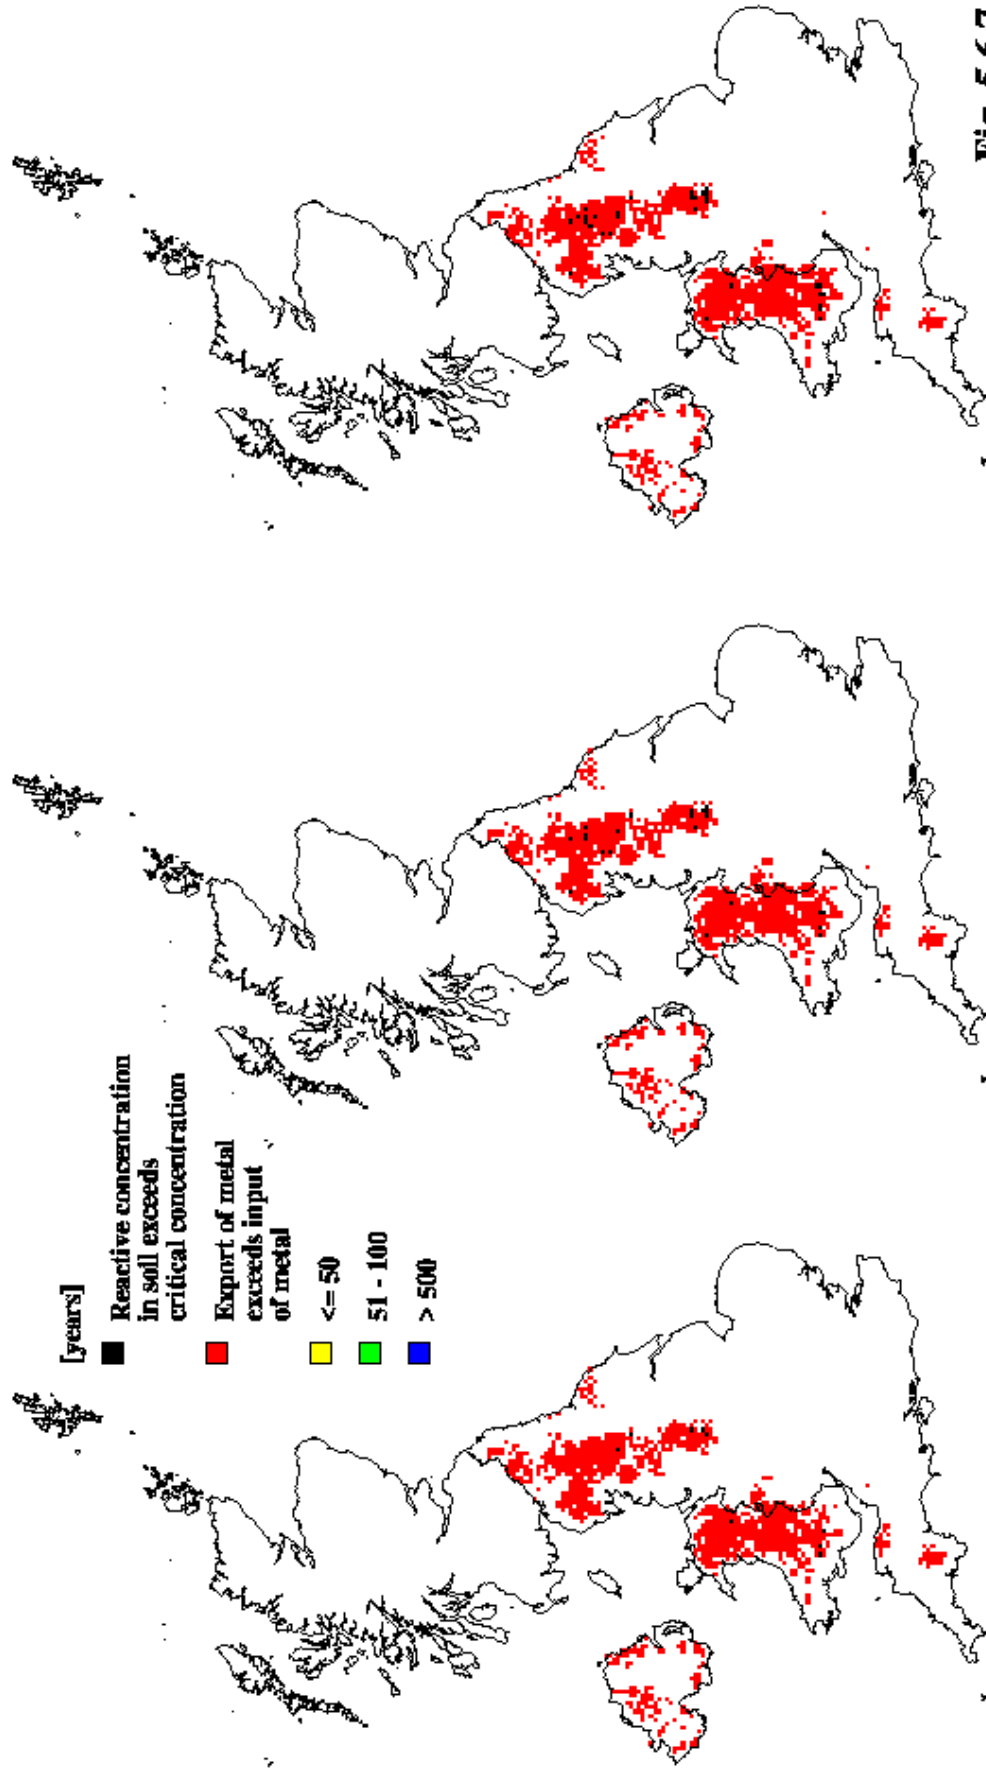 [years]
Reactive concentration
in soil exceeds
critical concentration
Export of metal
exceeds input
of metal
<= 50
51 - 100
> 500